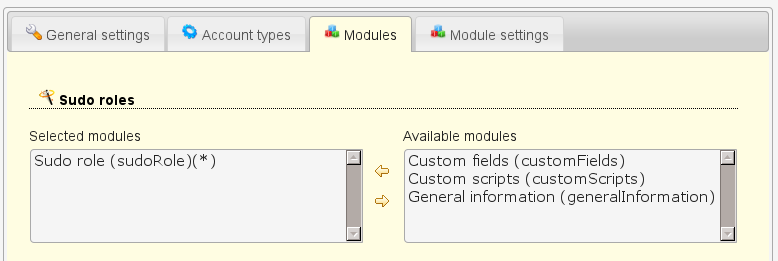 General settings
Account types
Modules
Module settings
Sudo roles
Selected modules
Available modules
Sudo role (sudoRole)(*)
Custom fields (customFields)
Custom scripts (customScripts)
General information (generalInformation)